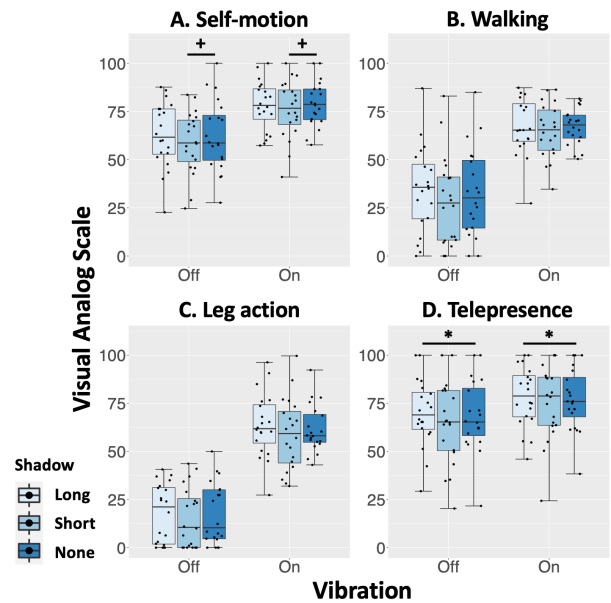 A. Self-motion
B. Walking
+
+
100
75
50
25
0
100
75
50
25
0
Off
On
Off
On
Visual Analog Scale
C. Leg action
D. Telepresence
*
*
100
75
50
25
0
100
75
50
25
0
Off
On
Off
On
Shadow
Long
Short
None
Vibration